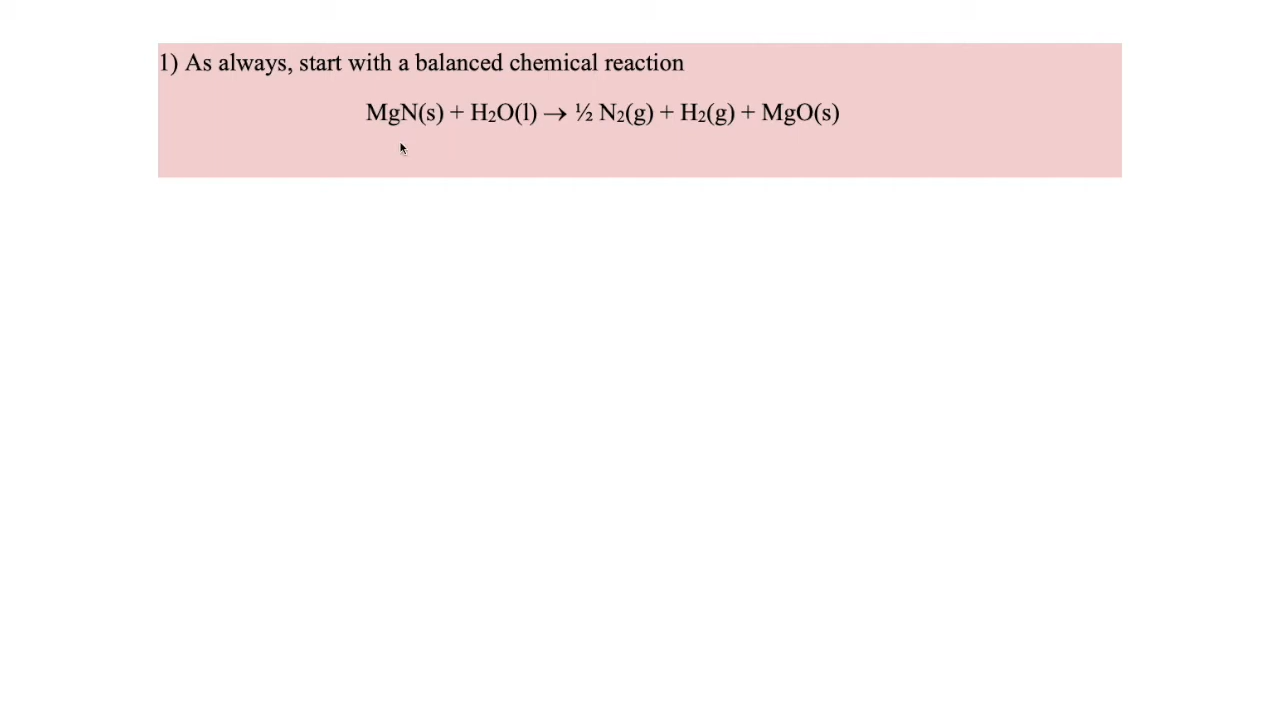 1) As always, start with a balanced chemical reaction
MgN(s) + H₂O(l) → ½ N₂(g) + H₂(g) + MgO(s)